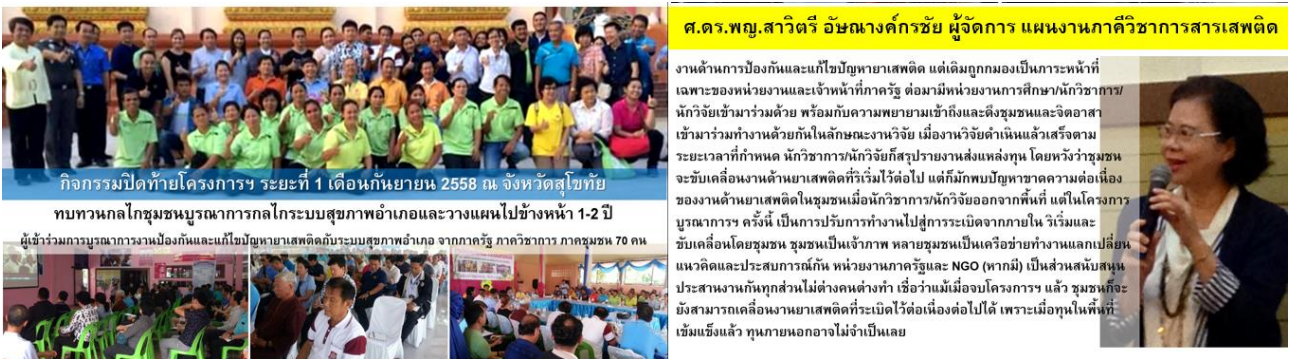 กิจกรรมปิดท้ายโครงการฯ ระยะที่ 1 เดือนกันยายน 2558 ณ จังหวัดสุโขทัย
ทบทวนกลไกชุมชนบูรณาการกลไกระบบสุขภาพอำเภอและวางแผนไปข้างหน้า 1-2 ปี
ผู้เข้าร่วมการบูรณาการงานป้องกันและแก้ไขปัญหายาเสพติดกับระบบสุขภาพอำเภอ จากภาครัฐ ภาควิชาการ ภาคชุมชน 70 คน
ศ.ดร.พญ.สาวิตรี อัษณางค์กรชัย ผู้จัดการ แผนงานภาคีวิชาการสารเสพติด
งานด้านการป้องกันและแก้ไขปัญหายาเสพติด แต่เดิมถูกกมองเป็นภาระหน้าที่
เฉพาะของหน่วยงานและเจ้าหน้าที่ภาครัฐ ต่อมามีหน่วยงานการศึกษา/นักวิชาการ/
นักวิจัยเข้ามาร่วมด้วย พร้อมกับความพยายามเข้าถึงและดึงชุมชนและจิตอาสา
เข้ามาร่วมทำงานด้วยกันในลักษณะงานวิจัย เมื่องานวิจัยดำเนินแล้วเสร็จตาม
ระยะเวลาที่กำหนด นักวิชาการ/นักวิจัยก็สรุปรายงานส่งแหล่งทุน โดยหวังว่าชุมชน
จะขับเคลื่อนงานด้านยาเสพติดที่ริเริ่มไว้ต่อไป แต่ก็มักพบปัญหาขาดความต่อเนื่อง
ของงานด้านยาเสพติดในชุมชนเมื่อนักวิชาการ/นักวิจัยออกจากพื้นที่ แต่ในโครงการ
บูรณาการฯ ครั้งนี้ เป็นการปรับการทำงานไปสู่การระเบิดจากภายใน ริเริ่มและ
ขับเคลื่อนโดยชุมชน ชุมชนเป็นเจ้าภาพ หลายชุมชนเป็นเครือข่ายทำงานแลกเปลี่ยน
แนวคิดและประสบการณ์กัน หน่วยงานภาครัฐและ NGO (หากมี) เป็นส่วนสนับสนุน
ประสานงานกันทุกส่วนไม่ต่างคนต่างทำ เชื่อว่าแม้เมื่อจบโครงการฯ แล้ว ชุมชนก็จะ
ยังสามารถเคลื่อนงานยาเสพติดที่ระเบิดไว้ต่อเนื่องต่อไปได้ เพราะเมื่อทุนในพื้นที่
เข้มแข็งแล้ว ทุนภายนอกอาจไม่จำเป็นเลย